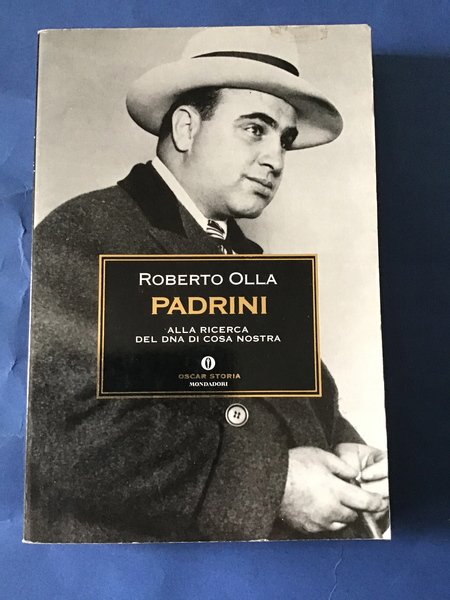 ROBERTO OLLA
PADRINI
ALLA RICERCA
DEL DNA DI COSA NOSTRA
OSCAR STORIA
MONDADORI